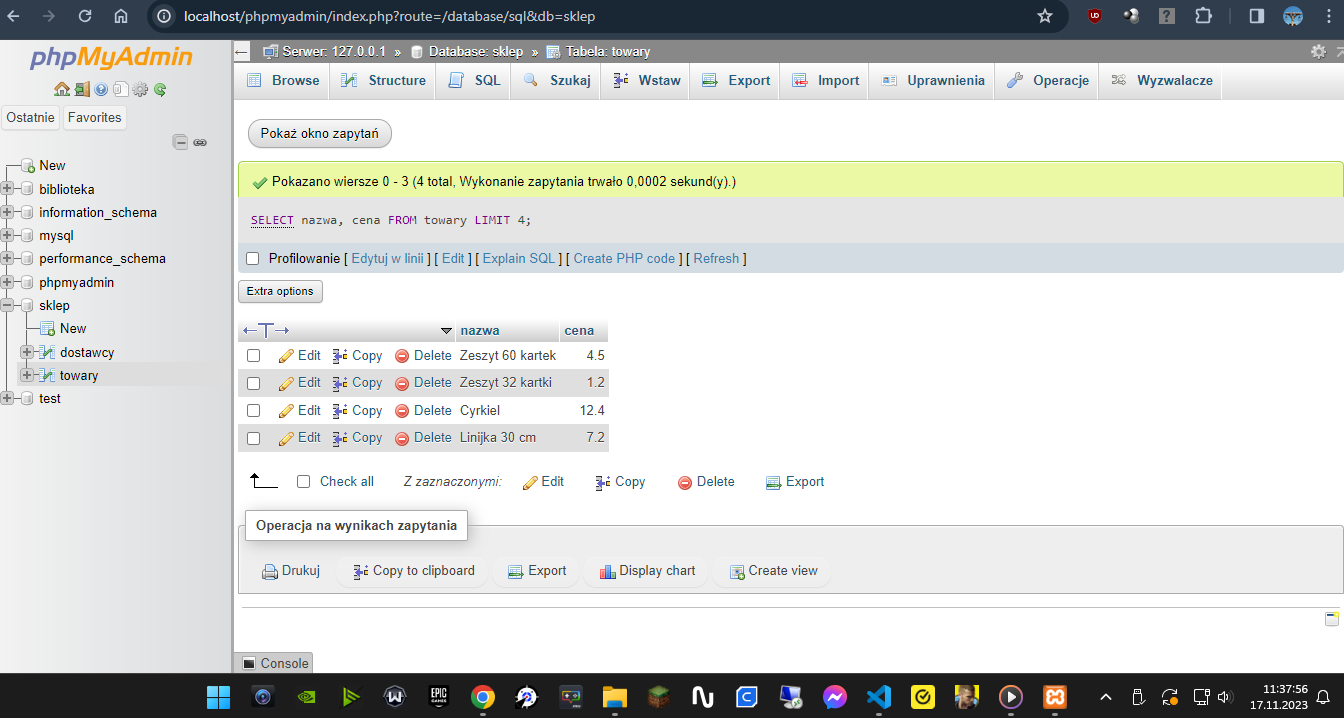 localhost/phpmyadmin/index.php?route=/database/sql&db=sklep
phpMyAdmin
Ostatnie Favorites
New
biblioteka
information_schema
mysql
performance_schema
phpmyadmin
sklep
New
dostawcy
towary
test
Serwer: 127.0.0.1 » Database: sklep » Tabela: towary
Browse Structure SQL Szukaj Wstaw Export Import Uprawnienia Operacje Wyzwalacze
Pokaż okno zapytań
Pokazano wiersze 0 - 3 (4 total, Wykonanie zapytania trwało 0,0002 sekund(y).)
SELECT nazwa, cena FROM towary LIMIT 4;
Profilowanie [ Edytuj w linii ] [ Edit ] [ Explain SQL ] [ Create PHP code ] [ Refresh ]
Extra options
←T→ nazwa cena
Edit Copy Delete Zeszyt 60 kartek 4.5
Edit Copy Delete Zeszyt 32 kartki 1.2
Edit Copy Delete Cyrkiel 12.4
Edit Copy Delete Linijka 30 cm 7.2
Check all Z zaznaczonymi: Edit Copy Delete Export
Operacja na wynikach zapytania
Drukuj Copy to clipboard Export Display chart Create view
Console
EPIC GAMES
11:37:56
17.11.2023